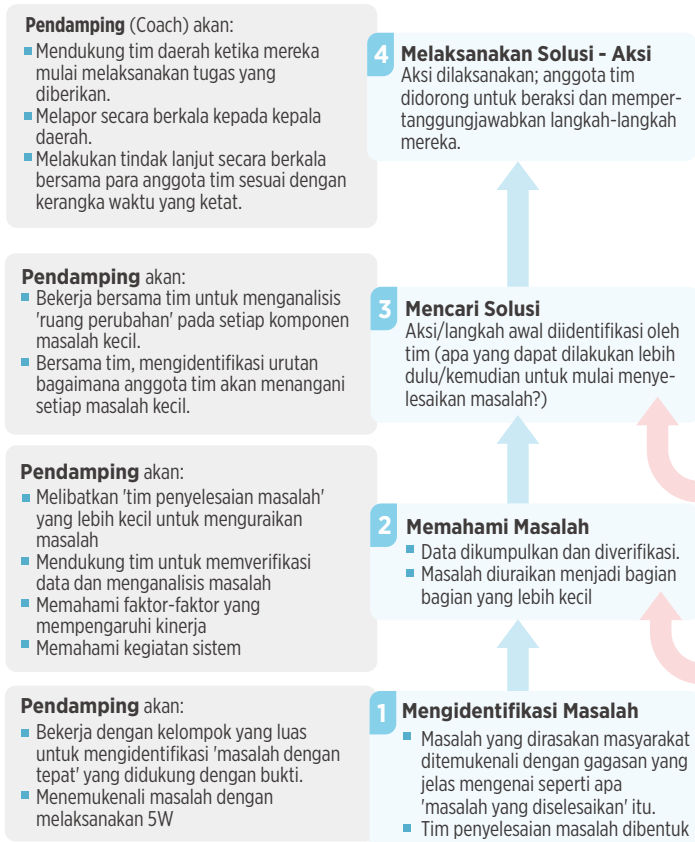 Pendamping (Coach) akan:
Mendukung tim daerah ketika mereka
mulai melaksanakan tugas yang
diberikan.
Melapor secara berkala kepada kepala
daerah.
Melakukan tindak lanjut secara berkala
bersama para anggota tim sesuai dengan
kerangka waktu yang ketat.
4
Melaksanakan Solusi - Aksi
Aksi dilaksanakan; anggota tim
didorong untuk beraksi dan memper-
tanggungjawabkan langkah-langkah
mereka.
Pendamping akan:
Bekerja bersama tim untuk menganalisis
'ruang perubahan' pada setiap komponen
masalah kecil.
Bersama tim, mengidentifikasi urutan
bagaimana anggota tim akan menangani
setiap masalah kecil.
3
Mencari Solusi
Aksi/langkah awal diidentifikasi oleh
tim (apa yang dapat dilakukan lebih
dulu/kemudian untuk mulai menye-
lesaikan masalah?)
Pendamping akan:
Melibatkan 'tim penyelesaian masalah'
yang lebih kecil untuk menguraikan
masalah
Mendukung tim untuk memverifikasi
data dan menganalisis masalah
Memahami faktor-faktor yang
mempengaruhi kinerja
Memahami kegiatan sistem
2
Memahami Masalah
Data dikumpulkan dan diverifikasi.
Masalah diuraikan menjadi bagian
bagian yang lebih kecil
Pendamping akan:
Bekerja dengan kelompok yang luas
untuk mengidentifikasi 'masalah dengan
tepat' yang didukung dengan bukti.
Menemukenali masalah dengan
melaksanakan 5W
1
Mengidentifikasi Masalah
Masalah yang dirasakan masyarakat
ditemukenali dengan gagasan yang
jelas mengenai seperti apa
'masalah yang diselesaikan' itu.
Tim penyelesaian masalah dibentuk